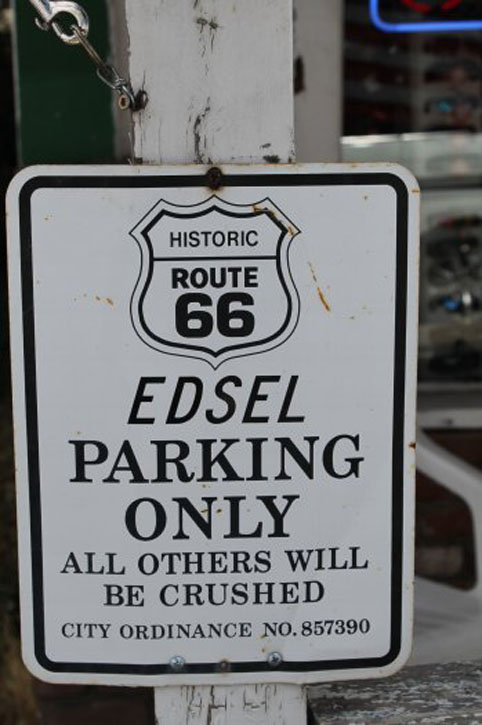 HISTORIC
ROUTE
66
EDSEL
PARKING
ONLY
ALL OTHERS WILL
BE CRUSHED
CITY ORDINANCE NO. 857390